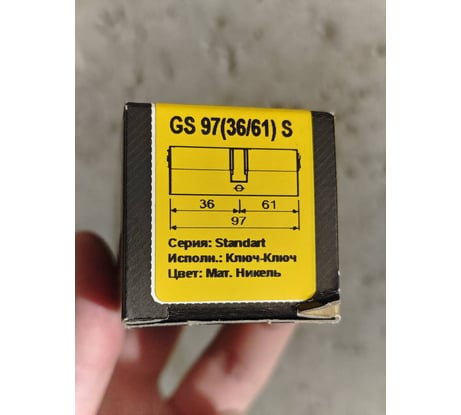 GS 97(36/61) S
36 61
97
Серия: Standart
Исполн.: Ключ-Ключ
Цвет: Мат. Никель